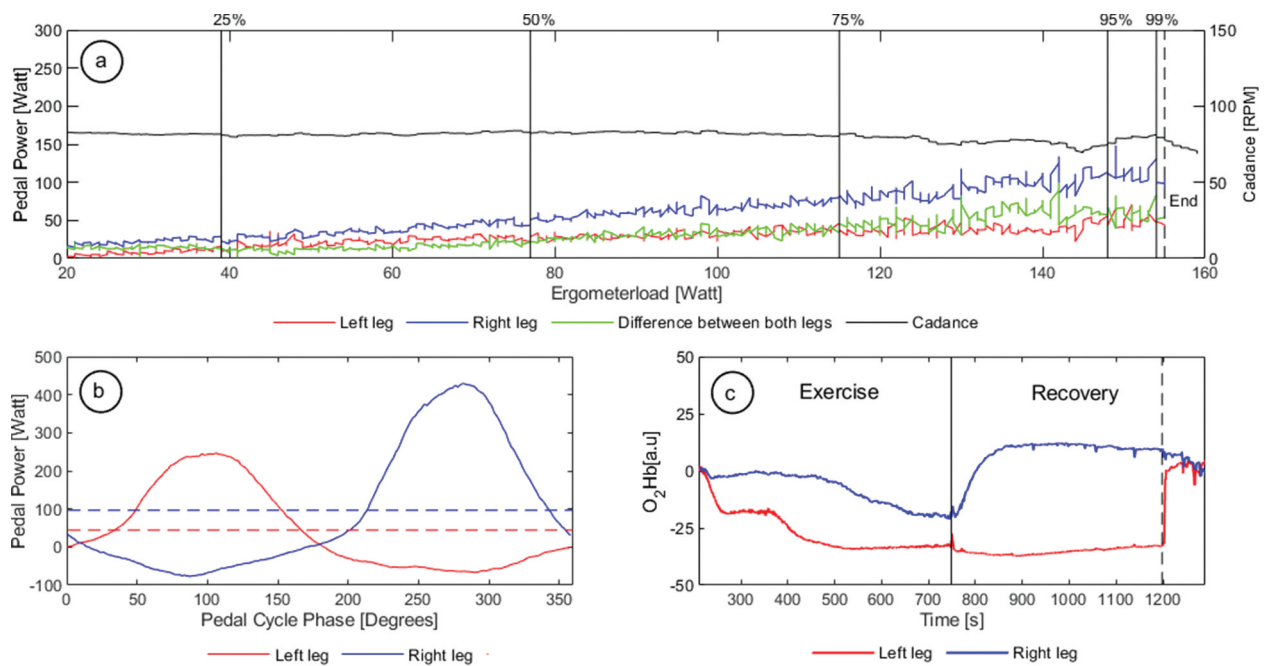 25% 50% 75% 95% 99%
300 150
a
250
200 100
150
100 50
50 End
0 0
20 40 60 80 100 120 140 160
Pedal Power [Watt]
Cadance [RPM]
Ergometerload [Watt]
Left leg Right leg Difference between both legs Cadance
b
500
400
300
200
100
0
-100
0 50 100 150 200 250 300 350
Pedal Power [Watt]
Pedal Cycle Phase [Degrees]
Left leg Right leg
c
Exercise Recovery
50
25
0
-25
-50
300 400 500 600 700 800 900 1000 1100 1200
O2Hb[a.u]
Time [s]
Left leg Right leg